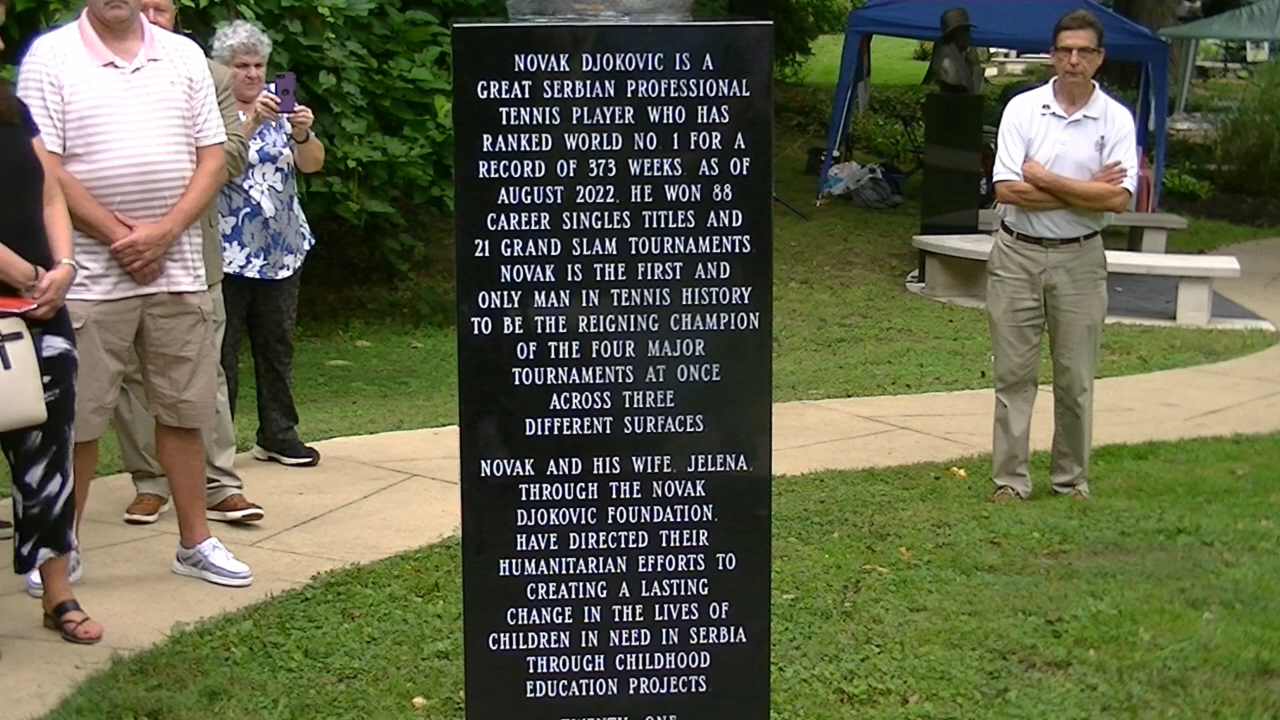 NOVAK DJOKOVIC IS A
GREAT SERBIAN PROFESSIONAL
TENNIS PLAYER WHO HAS
RANKED WORLD NO. 1 FOR A
RECORD OF 373 WEEKS. AS OF
AUGUST 2022, HE WON 88
CAREER SINGLES TITLES AND
21 GRAND SLAM TOURNAMENTS
NOVAK IS THE FIRST AND
ONLY MAN IN TENNIS HISTORY
TO BE THE REIGNING CHAMPION
OF THE FOUR MAJOR
TOURNAMENTS AT ONCE
ACROSS THREE
DIFFERENT SURFACES
NOVAK AND HIS WIFE, JELENA,
THROUGH THE NOVAK
DJOKOVIC FOUNDATION,
HAVE DIRECTED THEIR
HUMANITARIAN EFFORTS TO
CREATING A LASTING
CHANGE IN THE LIVES OF
CHILDREN IN NEED IN SERBIA
THROUGH CHILDHOOD
EDUCATION PROJECTS
TWENTY-ONE